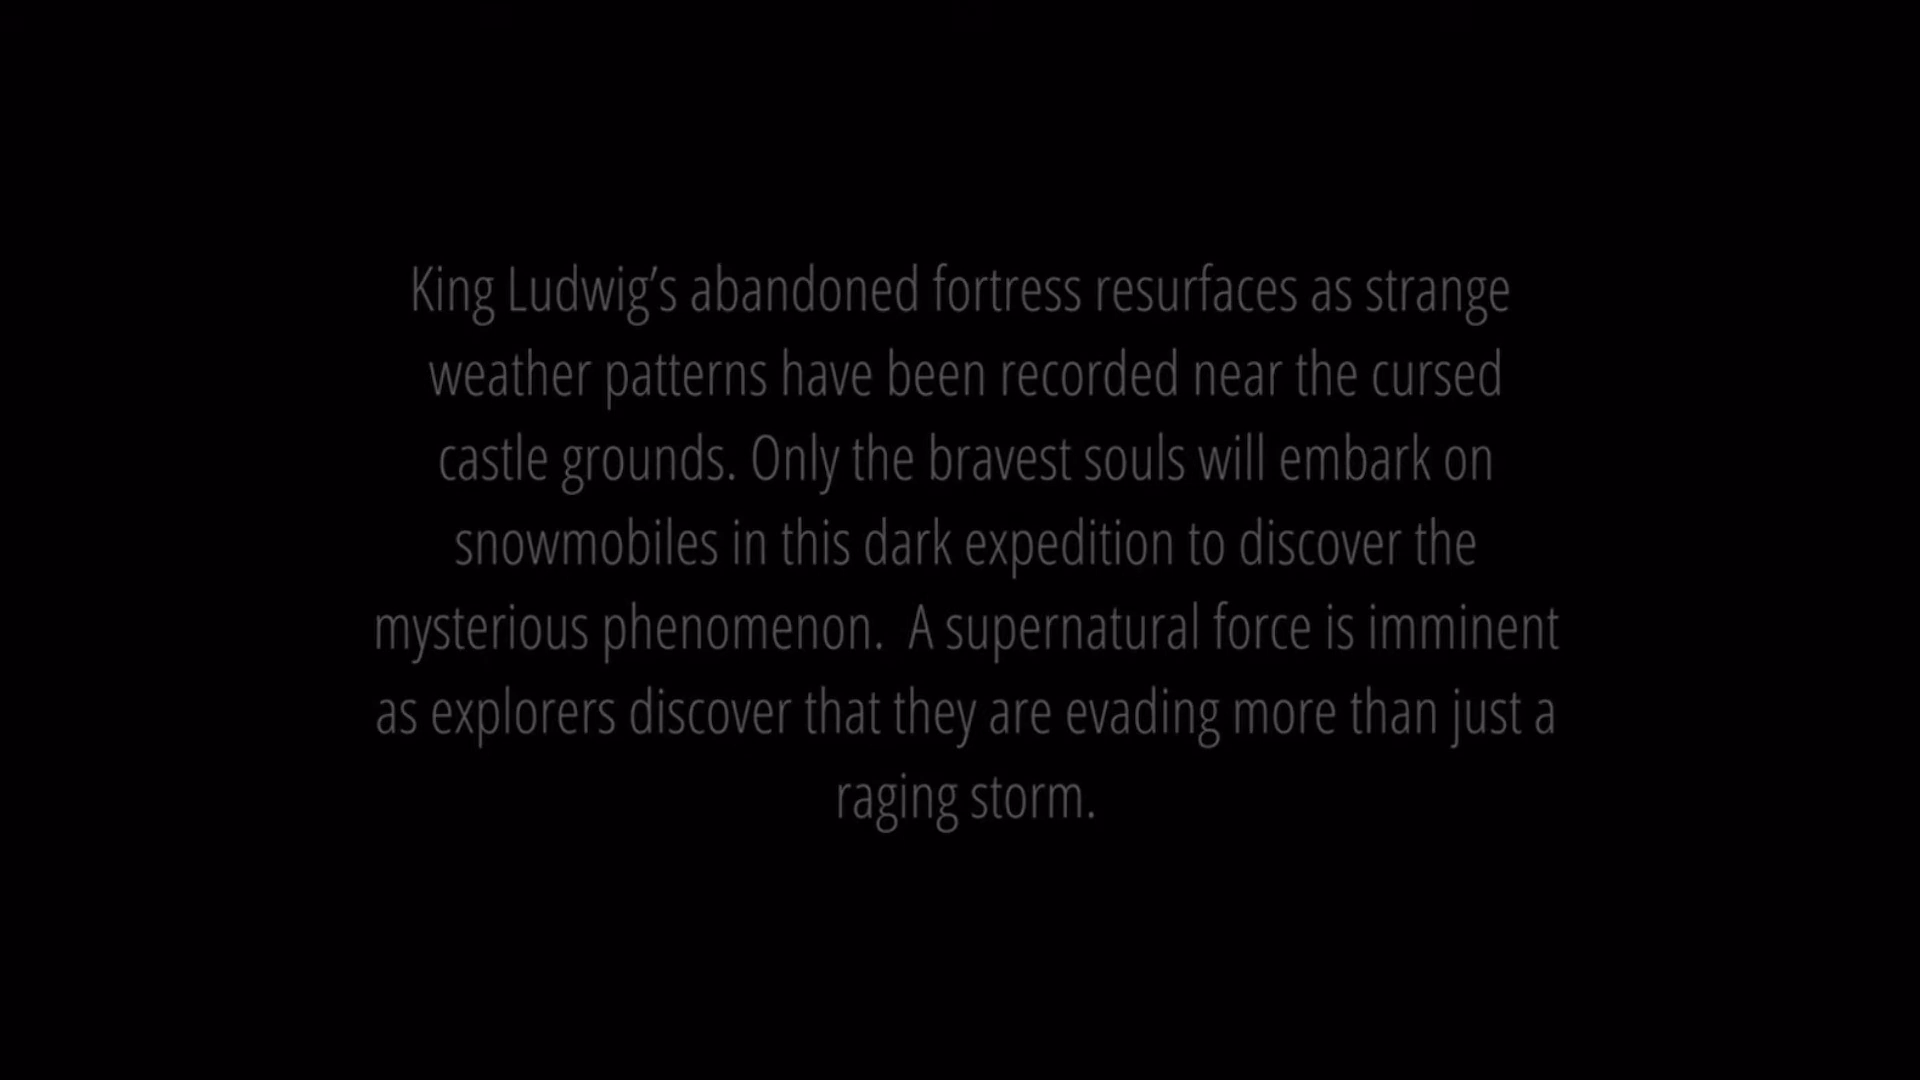 King Ludwig’s abandoned fortress resurfaces as strange
weather patterns have been recorded near the cursed
castle grounds. Only the bravest souls will embark on
snowmobiles in this dark expedition to discover the
mysterious phenomenon.  A supernatural force is imminent
as explorers discover that they are evading more than just a
raging storm.